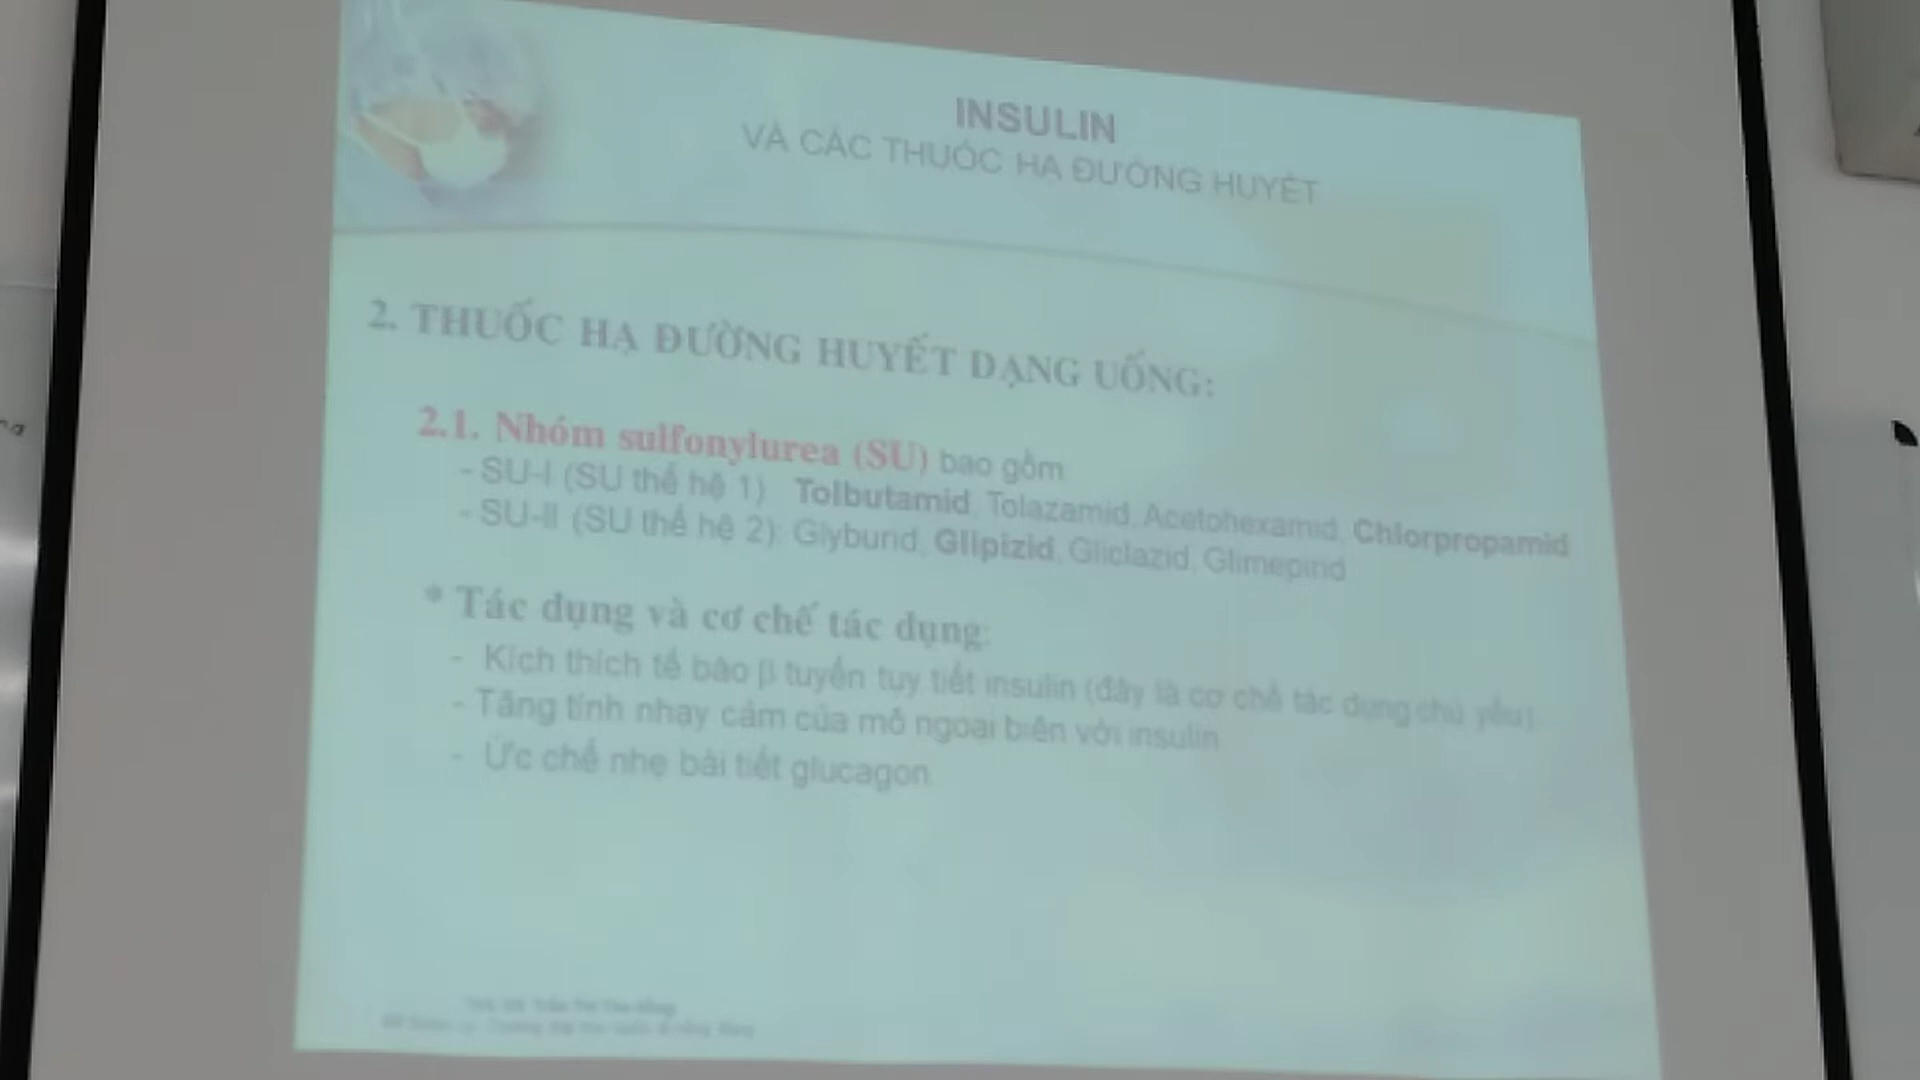 INSULIN
VÀ CÁC THUỐC HẠ ĐƯỜNG HUYẾT
2. THUỐC HẠ ĐƯỜNG HUYẾT DẠNG UỐNG:
2.1. Nhóm sulfonylurea (SU) bao gồm
- SU-I (SU thế hệ 1) Tolbutamid, Tolazamid, Acetohexamid, Chlorpropamid
- SU-II (SU thế hệ 2): Glyburid, Glipizid, Gliclazid, Glimepirid
* Tác dụng và cơ chế tác dụng:
- Kích thích tế bào β tuyến tụy tiết insulin (đây là cơ chế tác dụng chủ yếu).
- Tăng tính nhạy cảm của mô ngoại biên với insulin
- Ức chế nhẹ bài tiết glucagon.